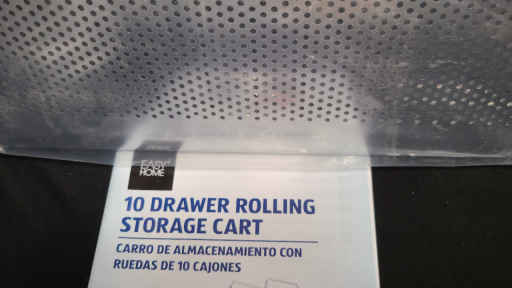 EASY
HOME
10 DRAWER ROLLING
STORAGE CART
CARRO DE ALMACENAMIENTO CON
RUEDAS DE 10 CAJONES